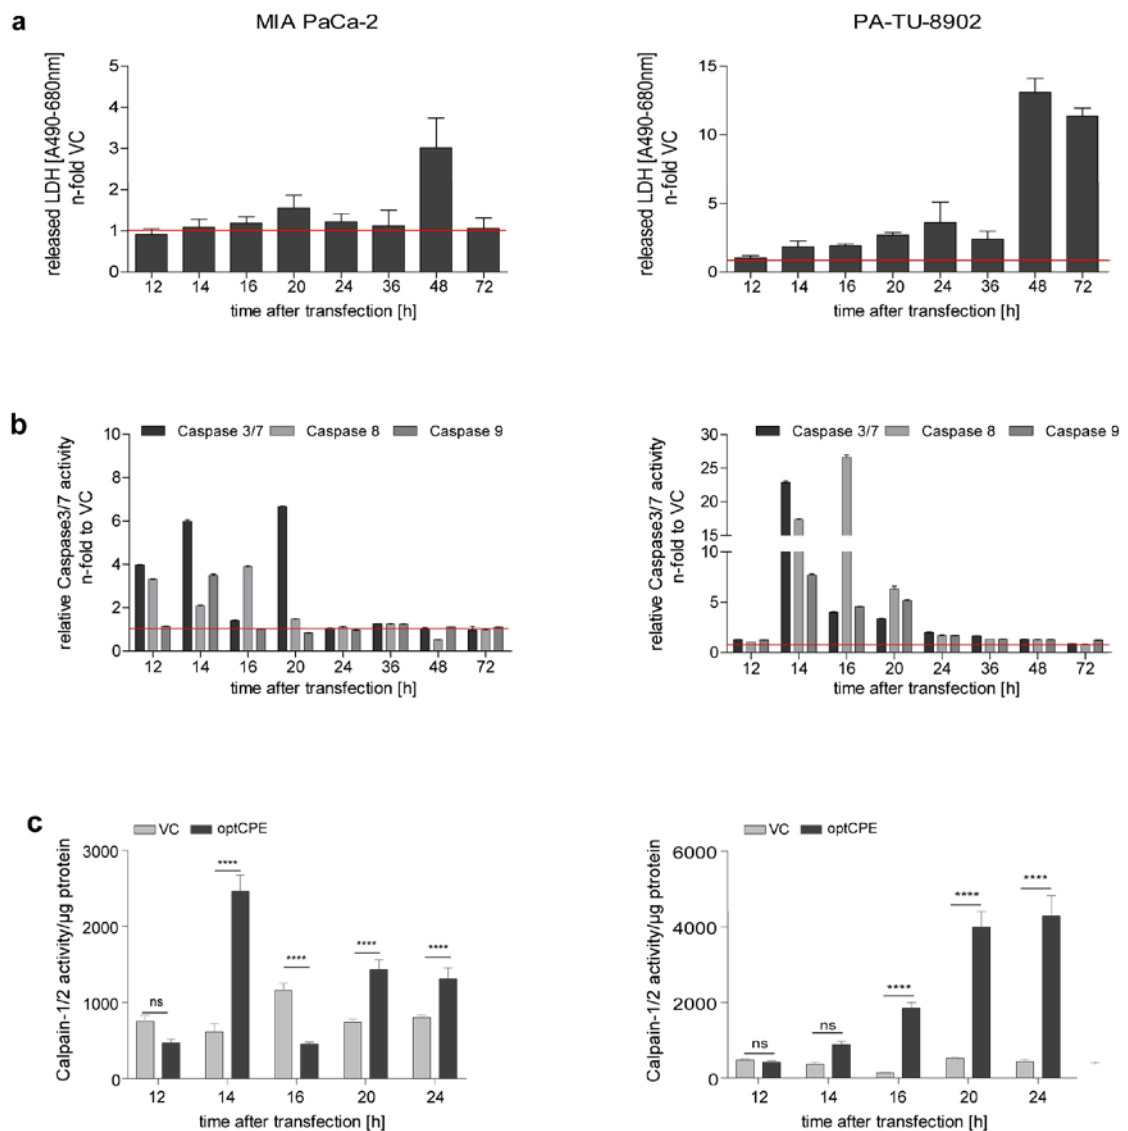 a
MIA PaCa-2
PA-TU-8902
released LDH [A490-680nm]
n-fold VC
5
4
3
2
1
0
12 14 16 20 24 36 48 72
time after transfection [h]
released LDH [A490-680nm]
n-fold VC
15
10
5
0
12 14 16 20 24 36 48 72
time after transfection [h]
b
Caspase 3/7 Caspase 8 Caspase 9
relative Caspase3/7 activity
n-fold to VC
10
8
6
4
2
0
12 14 16 20 24 36 48 72
time after transfection [h]
Caspase 3/7 Caspase 8 Caspase 9
relative Caspase3/7 activity
n-fold to VC
30
25
20
15
10
5
0
12 14 16 20 24 36 48 72
time after transfection [h]
c
VC optCPE
Calpain-1/2 activity/µg ptrotein
3000
2000
1000
0
ns **** **** **** ****
12 14 16 20 24
time after transfection [h]
VC optCPE
Calpain-1/2 activity/µg ptrotein
6000
4000
2000
0
ns ns **** **** ****
12 14 16 20 24
time after transfection [h]